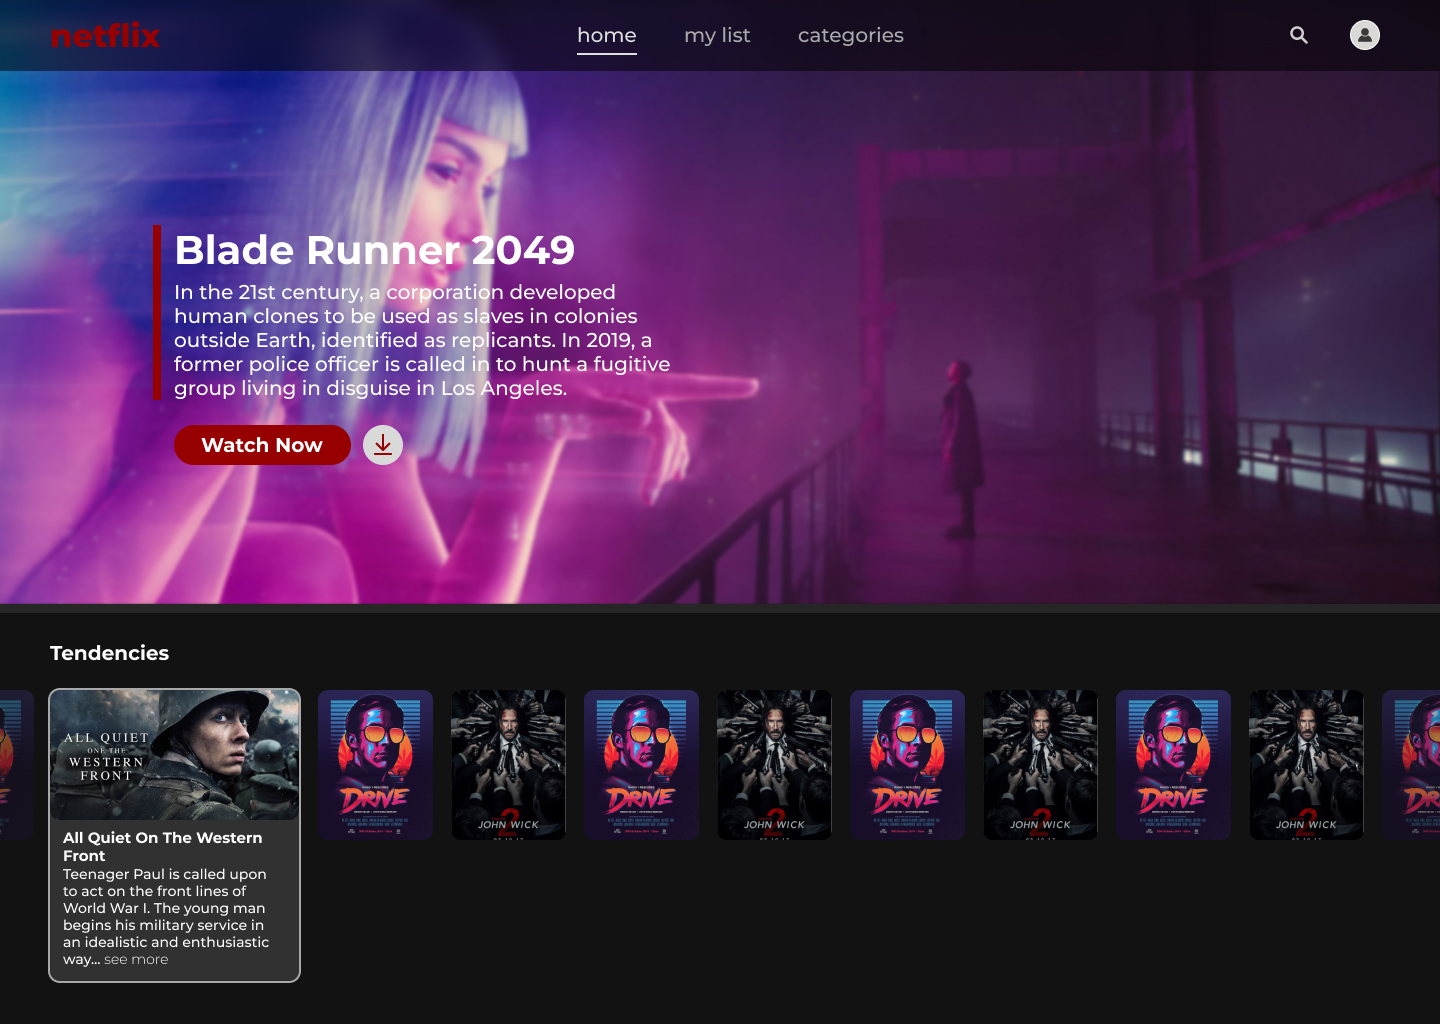 netflix
home
my list
categories
Blade Runner 2049
In the 21st century, a corporation developed
human clones to be used as slaves in colonies
outside Earth, identified as replicants. In 2019, a
former police officer is called in to hunt a fugitive
group living in disguise in Los Angeles.
Watch Now
Tendencies
ALL QUIET
ON THE
WESTERN
FRONT
All Quiet On The Western
Front
Teenager Paul is called upon
to act on the front lines of
World War I. The young man
begins his military service in
an idealistic and enthusiastic
way... see more
DRIVE
2
JOHN WICK
DRIVE
2
JOHN WICK
DRIVE
2
JOHN WICK
DRIVE
2
JOHN WICK